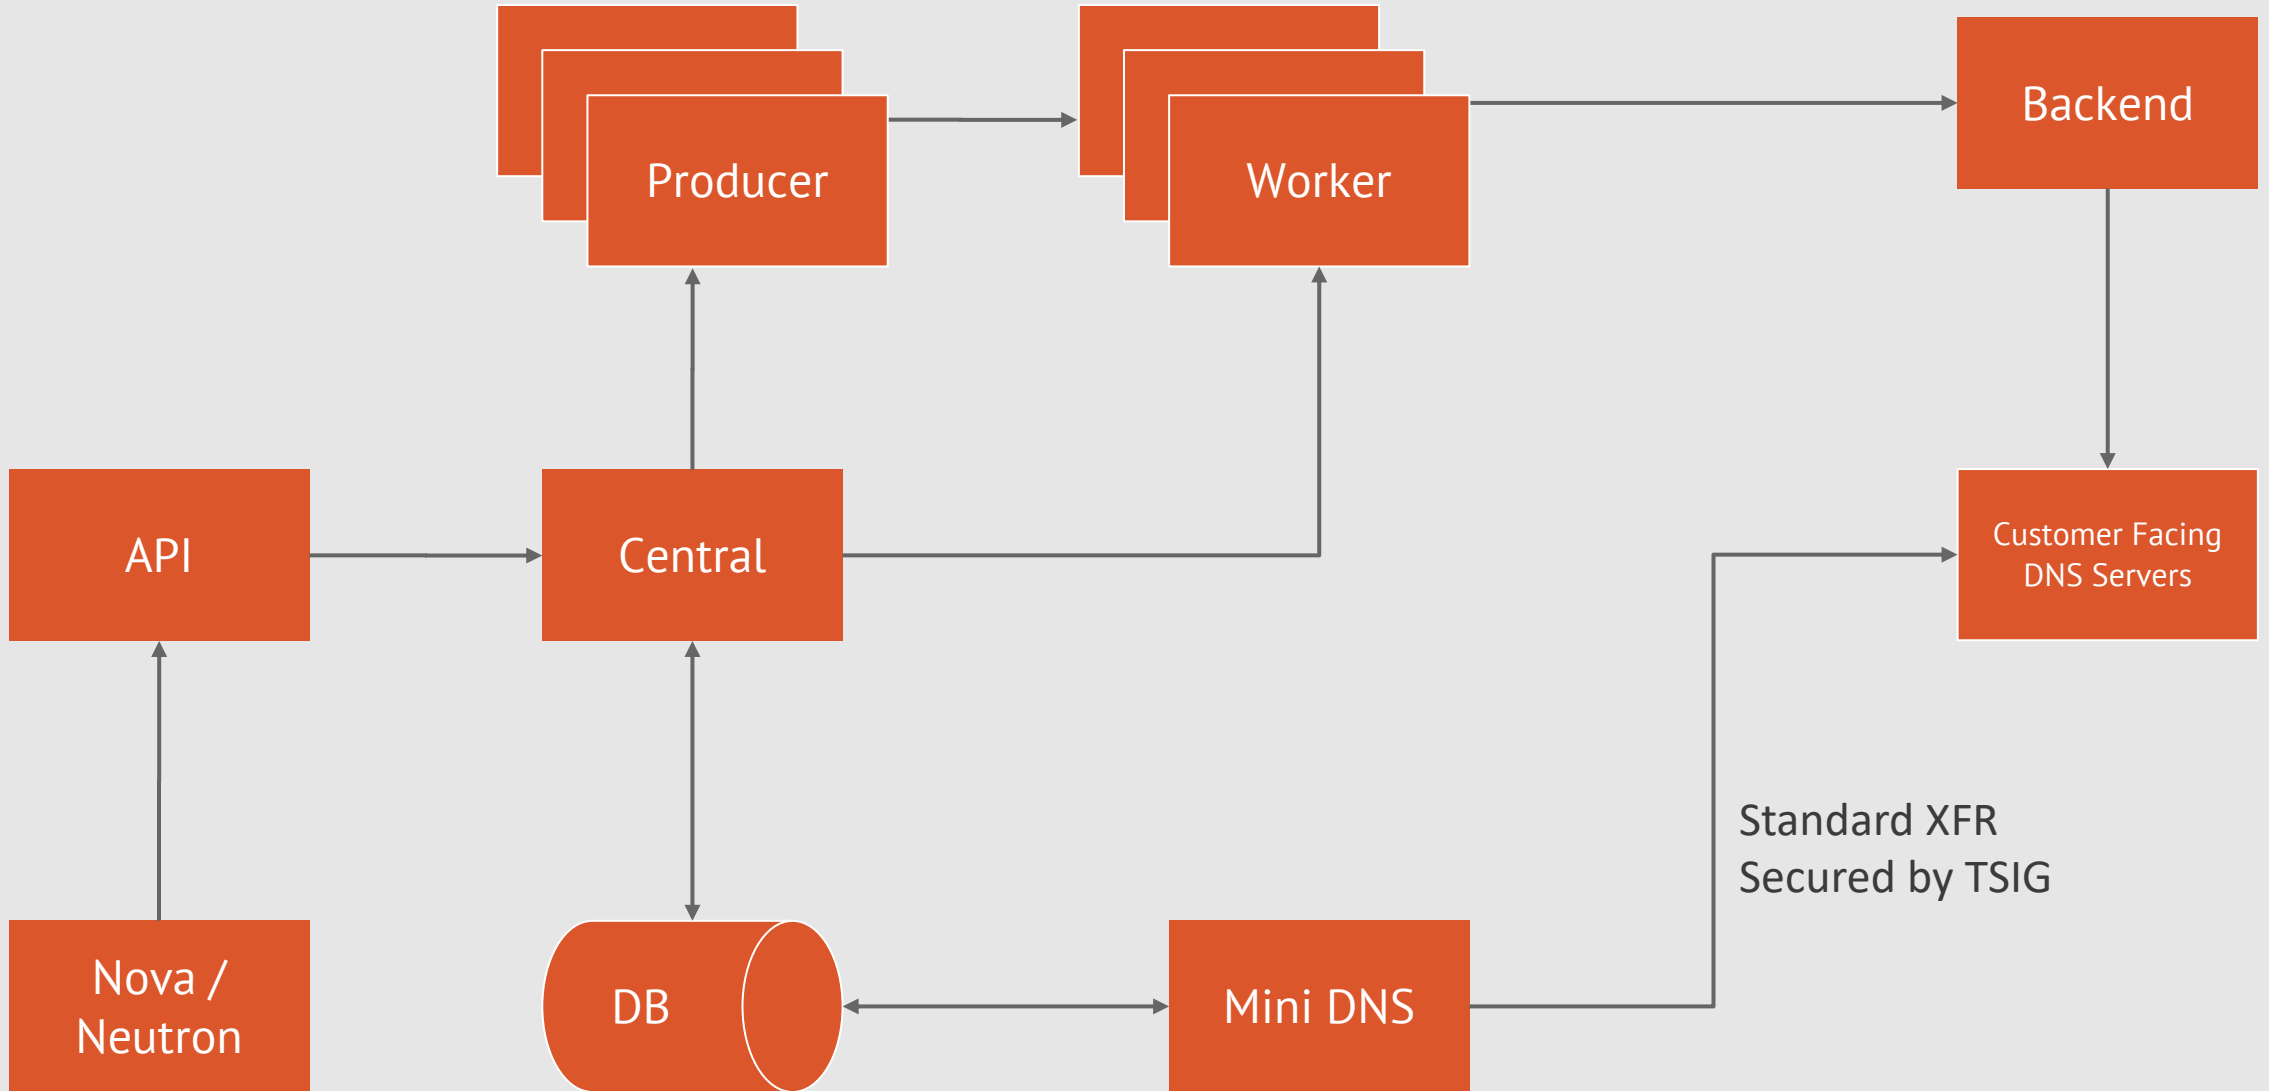 Producer
Worker
Backend
API
Central
Customer Facing
DNS Servers
Standard XFR
Secured by TSIG
Nova /
Neutron
DB
Mini DNS